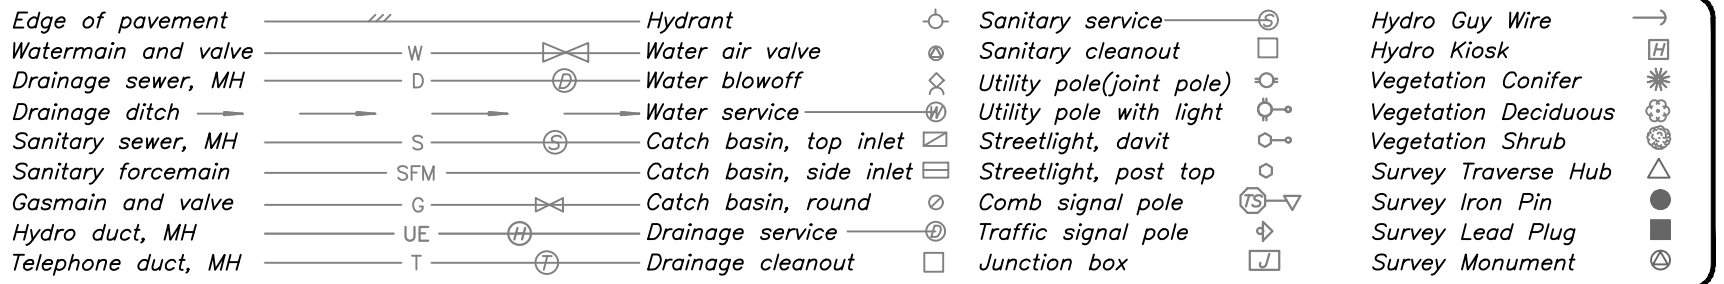 Edge of pavement Hydrant Sanitary service S Hydro Guy Wire
Watermain and valve W Water air valve Sanitary cleanout Hydro Kiosk H
Drainage sewer, MH D D Water blowoff Utility pole(joint pole) Vegetation Conifer
Drainage ditch Water service W Utility pole with light Vegetation Deciduous
Sanitary sewer, MH S S Catch basin, top inlet Streetlight, davit Vegetation Shrub
Sanitary forcemain SFM Catch basin, side inlet Streetlight, post top Survey Traverse Hub
Gasmain and valve G Catch basin, round Comb signal pole TS Survey Iron Pin
Hydro duct, MH UE H Drainage service D Traffic signal pole Survey Lead Plug
Telephone duct, MH T T Drainage cleanout Junction box J Survey Monument